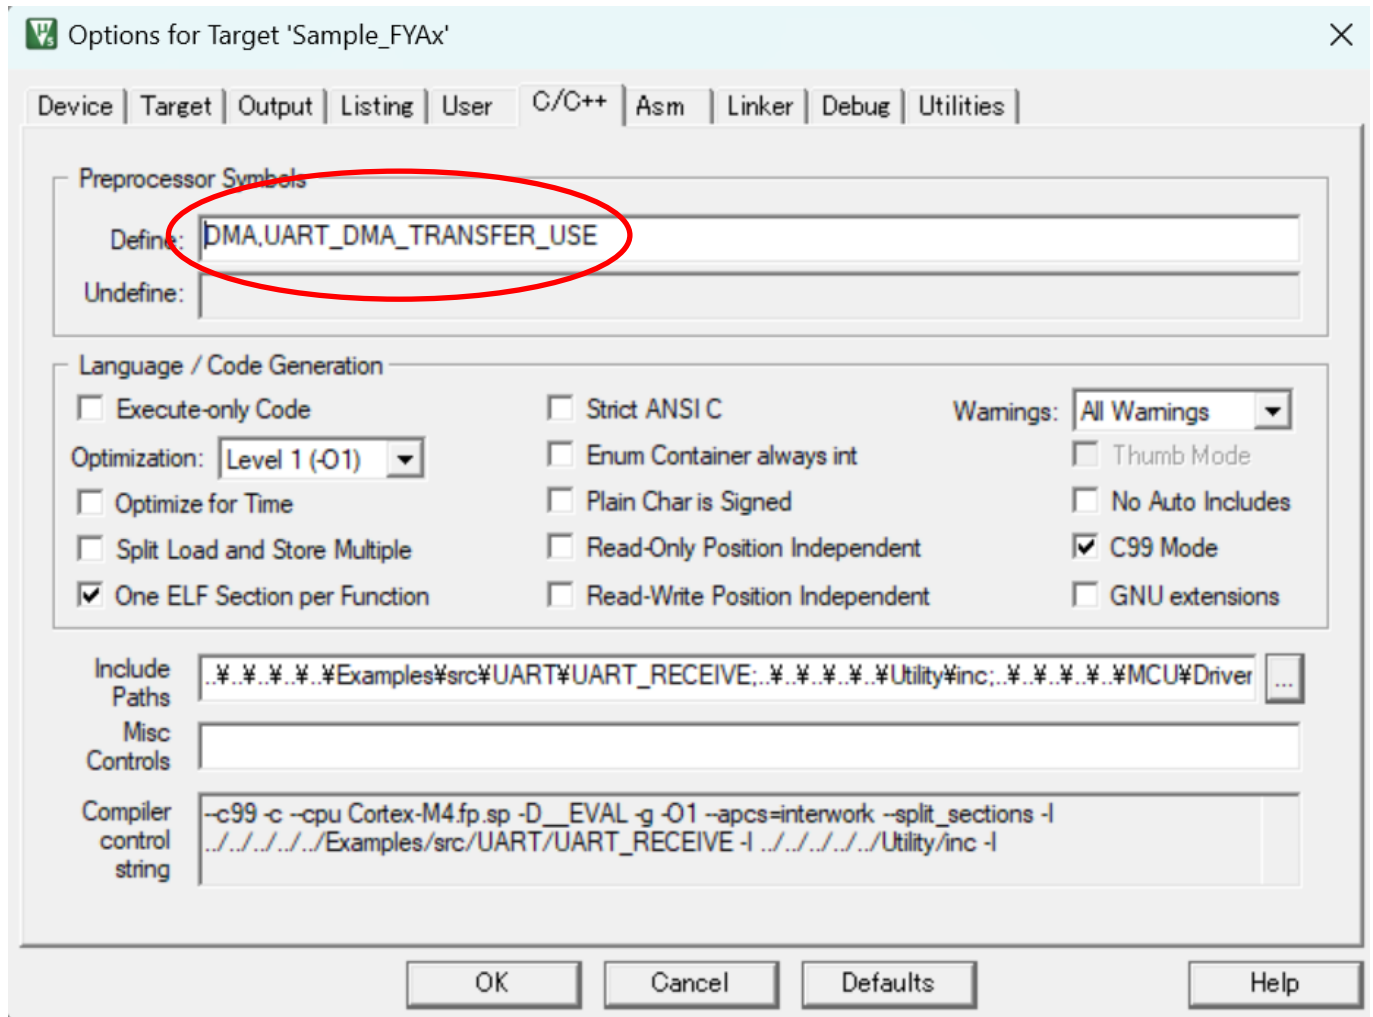 Options for Target 'Sample_FYAx'
Device Target Output Listing User C/C++ Asm Linker Debug Utilities
Preprocessor Symbols
Define: DMA,UART_DMA_TRANSFER_USE
Undefine:
Language / Code Generation
Execute-only Code Strict ANSI C Warnings: All Warnings
Optimization: Level 1 (-O1) Enum Container always int Thumb Mode
Optimize for Time Plain Char is Signed No Auto Includes
Split Load and Store Multiple Read-Only Position Independent C99 Mode
One ELF Section per Function Read-Write Position Independent GNU extensions
Include Paths ..¥..¥..¥..¥..¥Examples¥src¥UART¥UART_RECEIVE;..¥..¥..¥..¥..¥Utility¥inc;..¥..¥..¥..¥..¥MCU¥Driver ...
Misc Controls
Compiler control string --c99 -c --cpu Cortex-M4.fp.sp -D__EVAL -g -O1 --apcs=interwork --split_sections -I
../../../../../Examples/src/UART/UART_RECEIVE -I ../../../../../Utility/inc -I
OK Cancel Defaults Help